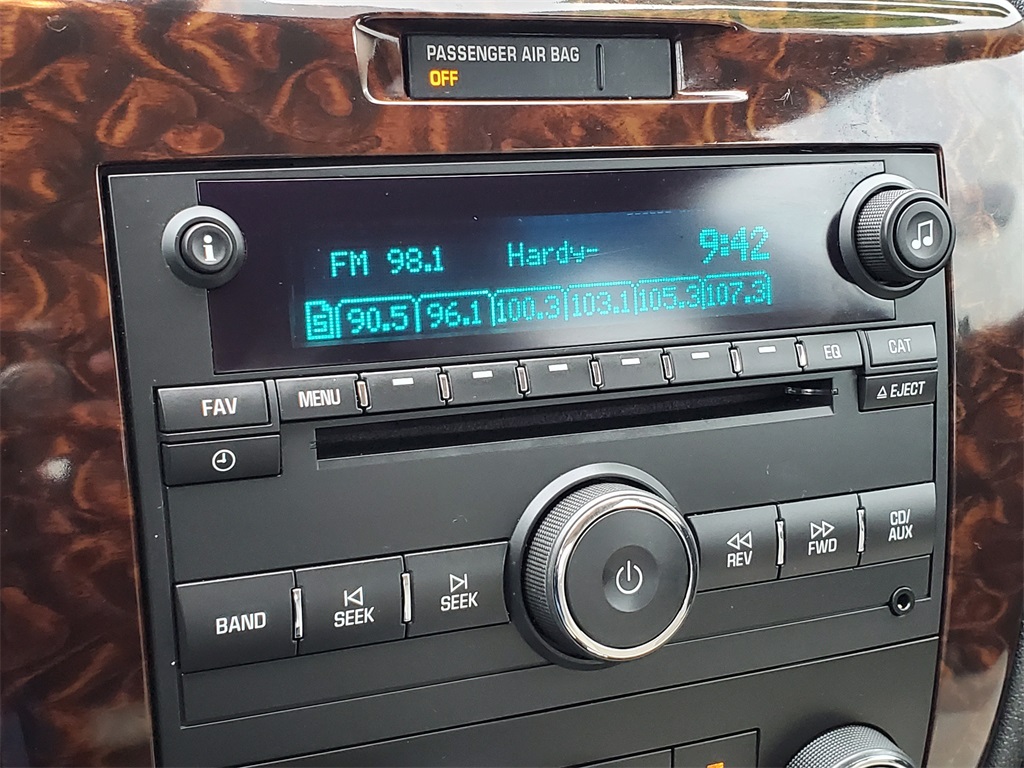 PASSENGER AIR BAG
OFF
i
FM 98.1 Hardy- 9:42
5 90.5 96.1 100.3 103.1 105.3 107.3
MENU EQ CAT
FAV EJECT
REV FWD CD/
AUX
BAND SEEK SEEK